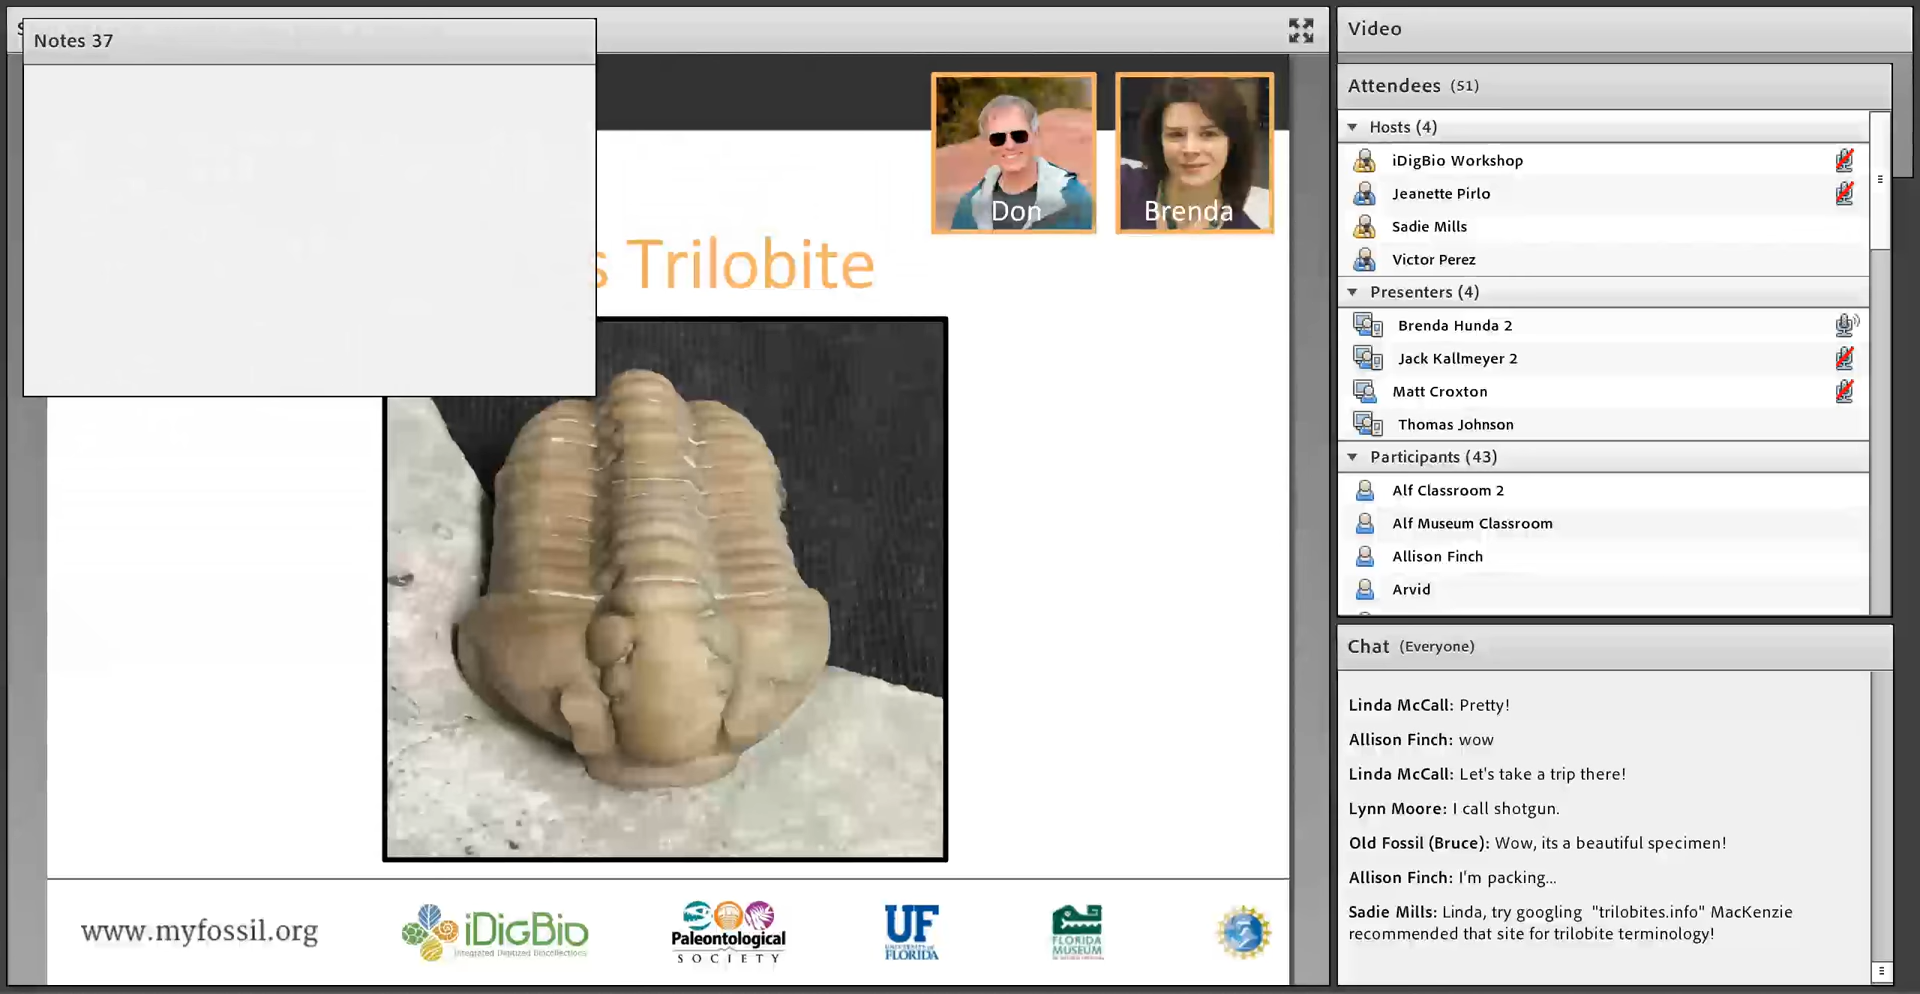 S
Notes 37
Don
Brenda
s Trilobite
www.myfossil.org
iDigBio
Integrated Digitized Biocollections
Paleontological
SOCIETY
UF
UNIVERSITY of
FLORIDA
FLORIDA
MUSEUM
Video
Attendees (51)
Hosts (4)
iDigBio Workshop
Jeanette Pirlo
Sadie Mills
Victor Perez
Presenters (4)
Brenda Hunda 2
Jack Kallmeyer 2
Matt Croxton
Thomas Johnson
Participants (43)
Alf Classroom 2
Alf Museum Classroom
Allison Finch
Arvid
Chat (Everyone)
Linda McCall: Pretty!
Allison Finch: wow
Linda McCall: Let's take a trip there!
Lynn Moore: I call shotgun.
Old Fossil (Bruce): Wow, its a beautiful specimen!
Allison Finch: I'm packing...
Sadie Mills: Linda, try googling "trilobites.info" MacKenzie
recommended that site for trilobite terminology!